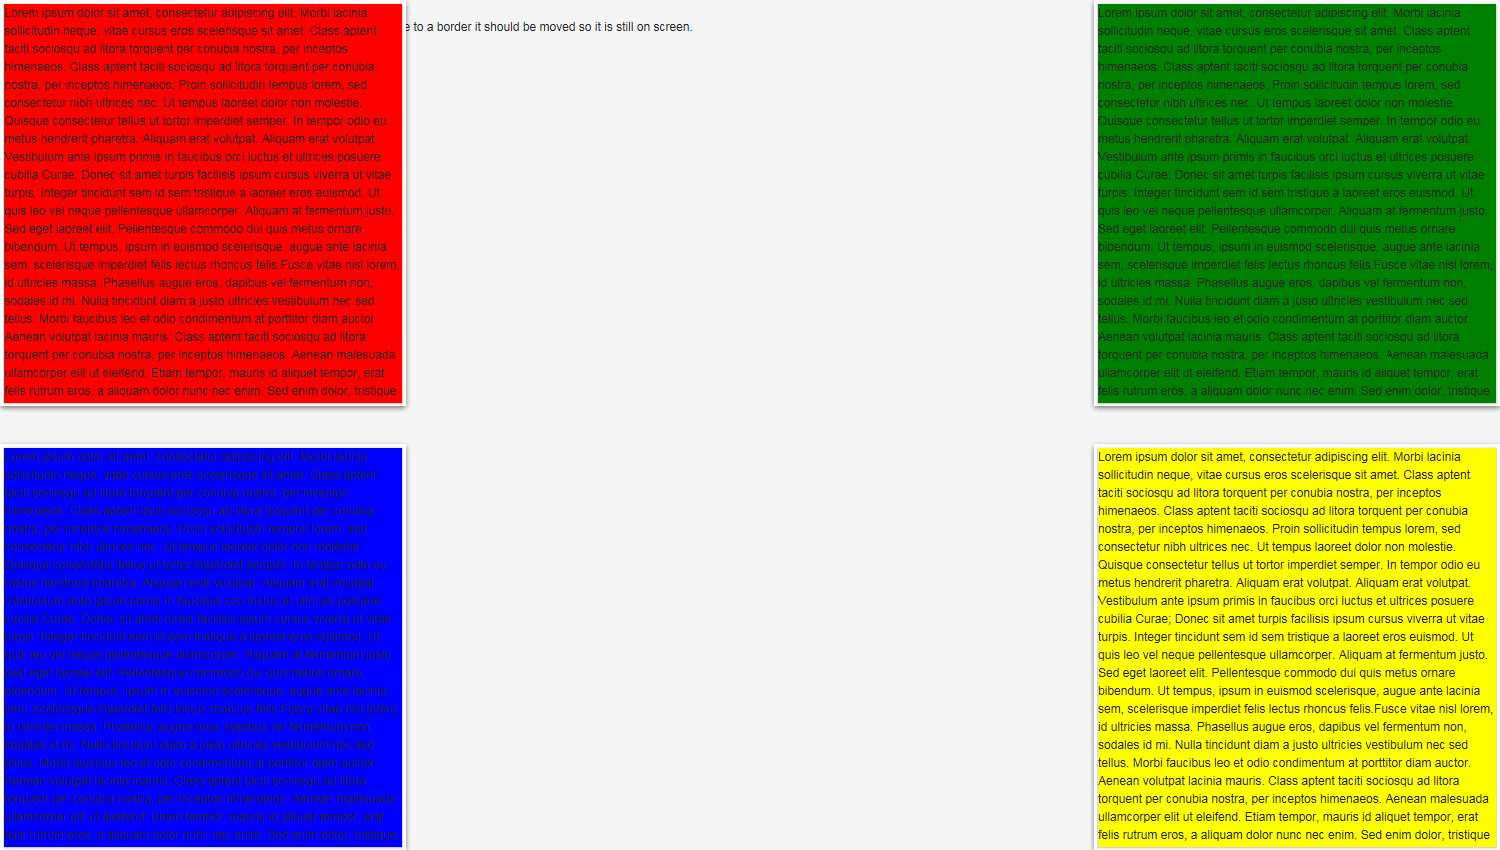 Lorem ipsum dolor sit amet, consectetur adipiscing elit. Morbi lacinia
sollicitudin neque, vitae cursus eros scelerisque sit amet. Class aptent
taciti sociosqu ad litora torquent per conubia nostra, per inceptos
himenaeos. Class aptent taciti sociosqu ad litora torquent per conubia
nostra, per inceptos himenaeos. Proin sollicitudin tempus lorem, sed
consectetur nibh ultrices nec. Ut tempus laoreet dolor non molestie.
Quisque consectetur tellus ut tortor imperdiet semper. In tempor odio eu
metus hendrerit pharetra. Aliquam erat volutpat. Aliquam erat volutpat.
Vestibulum ante ipsum primis in faucibus orci luctus et ultrices posuere
cubilia Curae; Donec sit amet turpis facilisis ipsum cursus viverra ut vitae
turpis. Integer tincidunt sem id sem tristique a laoreet eros euismod. Ut
quis leo vel neque pellentesque ullamcorper. Aliquam at fermentum justo.
Sed eget laoreet elit. Pellentesque commodo dui quis metus ornare
bibendum. Ut tempus, ipsum in euismod scelerisque, augue ante lacinia
sem, scelerisque imperdiet felis lectus rhoncus felis.Fusce vitae nisl lorem,
id ultricies massa. Phasellus augue eros, dapibus vel fermentum non,
sodales id mi. Nulla tincidunt diam a justo ultricies vestibulum nec sed
tellus. Morbi faucibus leo et odio condimentum at porttitor diam auctor.
Aenean volutpat lacinia mauris. Class aptent taciti sociosqu ad litora
torquent per conubia nostra, per inceptos himenaeos. Aenean malesuada
ullamcorper elit ut eleifend. Etiam tempor, mauris id aliquet tempor, erat
felis rutrum eros, a aliquam dolor nunc nec enim. Sed enim dolor, tristique
e to a border it should be moved so it is still on screen.
Lorem ipsum dolor sit amet, consectetur adipiscing elit. Morbi lacinia
sollicitudin neque, vitae cursus eros scelerisque sit amet. Class aptent
taciti sociosqu ad litora torquent per conubia nostra, per inceptos
himenaeos. Class aptent taciti sociosqu ad litora torquent per conubia
nostra, per inceptos himenaeos. Proin sollicitudin tempus lorem, sed
consectetur nibh ultrices nec. Ut tempus laoreet dolor non molestie.
Quisque consectetur tellus ut tortor imperdiet semper. In tempor odio eu
metus hendrerit pharetra. Aliquam erat volutpat. Aliquam erat volutpat.
Vestibulum ante ipsum primis in faucibus orci luctus et ultrices posuere
cubilia Curae; Donec sit amet turpis facilisis ipsum cursus viverra ut vitae
turpis. Integer tincidunt sem id sem tristique a laoreet eros euismod. Ut
quis leo vel neque pellentesque ullamcorper. Aliquam at fermentum justo.
Sed eget laoreet elit. Pellentesque commodo dui quis metus ornare
bibendum. Ut tempus, ipsum in euismod scelerisque, augue ante lacinia
sem, scelerisque imperdiet felis lectus rhoncus felis.Fusce vitae nisl lorem,
id ultricies massa. Phasellus augue eros, dapibus vel fermentum non,
sodales id mi. Nulla tincidunt diam a justo ultricies vestibulum nec sed
tellus. Morbi faucibus leo et odio condimentum at porttitor diam auctor.
Aenean volutpat lacinia mauris. Class aptent taciti sociosqu ad litora
torquent per conubia nostra, per inceptos himenaeos. Aenean malesuada
ullamcorper elit ut eleifend. Etiam tempor, mauris id aliquet tempor, erat
felis rutrum eros, a aliquam dolor nunc nec enim. Sed enim dolor, tristique
Lorem ipsum dolor sit amet, consectetur adipiscing elit. Morbi lacinia
sollicitudin neque, vitae cursus eros scelerisque sit amet. Class aptent
taciti sociosqu ad litora torquent per conubia nostra, per inceptos
himenaeos. Class aptent taciti sociosqu ad litora torquent per conubia
nostra, per inceptos himenaeos. Proin sollicitudin tempus lorem, sed
consectetur nibh ultrices nec. Ut tempus laoreet dolor non molestie.
Quisque consectetur tellus ut tortor imperdiet semper. In tempor odio eu
metus hendrerit pharetra. Aliquam erat volutpat. Aliquam erat volutpat.
Vestibulum ante ipsum primis in faucibus orci luctus et ultrices posuere
cubilia Curae; Donec sit amet turpis facilisis ipsum cursus viverra ut vitae
turpis. Integer tincidunt sem id sem tristique a laoreet eros euismod. Ut
quis leo vel neque pellentesque ullamcorper. Aliquam at fermentum justo.
Sed eget laoreet elit. Pellentesque commodo dui quis metus ornare
bibendum. Ut tempus, ipsum in euismod scelerisque, augue ante lacinia
sem, scelerisque imperdiet felis lectus rhoncus felis.Fusce vitae nisl lorem,
id ultricies massa. Phasellus augue eros, dapibus vel fermentum non,
sodales id mi. Nulla tincidunt diam a justo ultricies vestibulum nec sed
tellus. Morbi faucibus leo et odio condimentum at porttitor diam auctor.
Aenean volutpat lacinia mauris. Class aptent taciti sociosqu ad litora
torquent per conubia nostra, per inceptos himenaeos. Aenean malesuada
ullamcorper elit ut eleifend. Etiam tempor, mauris id aliquet tempor, erat
felis rutrum eros, a aliquam dolor nunc nec enim. Sed enim dolor, tristique
Lorem ipsum dolor sit amet, consectetur adipiscing elit. Morbi lacinia
sollicitudin neque, vitae cursus eros scelerisque sit amet. Class aptent
taciti sociosqu ad litora torquent per conubia nostra, per inceptos
himenaeos. Class aptent taciti sociosqu ad litora torquent per conubia
nostra, per inceptos himenaeos. Proin sollicitudin tempus lorem, sed
consectetur nibh ultrices nec. Ut tempus laoreet dolor non molestie.
Quisque consectetur tellus ut tortor imperdiet semper. In tempor odio eu
metus hendrerit pharetra. Aliquam erat volutpat. Aliquam erat volutpat.
Vestibulum ante ipsum primis in faucibus orci luctus et ultrices posuere
cubilia Curae; Donec sit amet turpis facilisis ipsum cursus viverra ut vitae
turpis. Integer tincidunt sem id sem tristique a laoreet eros euismod. Ut
quis leo vel neque pellentesque ullamcorper. Aliquam at fermentum justo.
Sed eget laoreet elit. Pellentesque commodo dui quis metus ornare
bibendum. Ut tempus, ipsum in euismod scelerisque, augue ante lacinia
sem, scelerisque imperdiet felis lectus rhoncus felis.Fusce vitae nisl lorem,
id ultricies massa. Phasellus augue eros, dapibus vel fermentum non,
sodales id mi. Nulla tincidunt diam a justo ultricies vestibulum nec sed
tellus. Morbi faucibus leo et odio condimentum at porttitor diam auctor.
Aenean volutpat lacinia mauris. Class aptent taciti sociosqu ad litora
torquent per conubia nostra, per inceptos himenaeos. Aenean malesuada
ullamcorper elit ut eleifend. Etiam tempor, mauris id aliquet tempor, erat
felis rutrum eros, a aliquam dolor nunc nec enim. Sed enim dolor, tristique